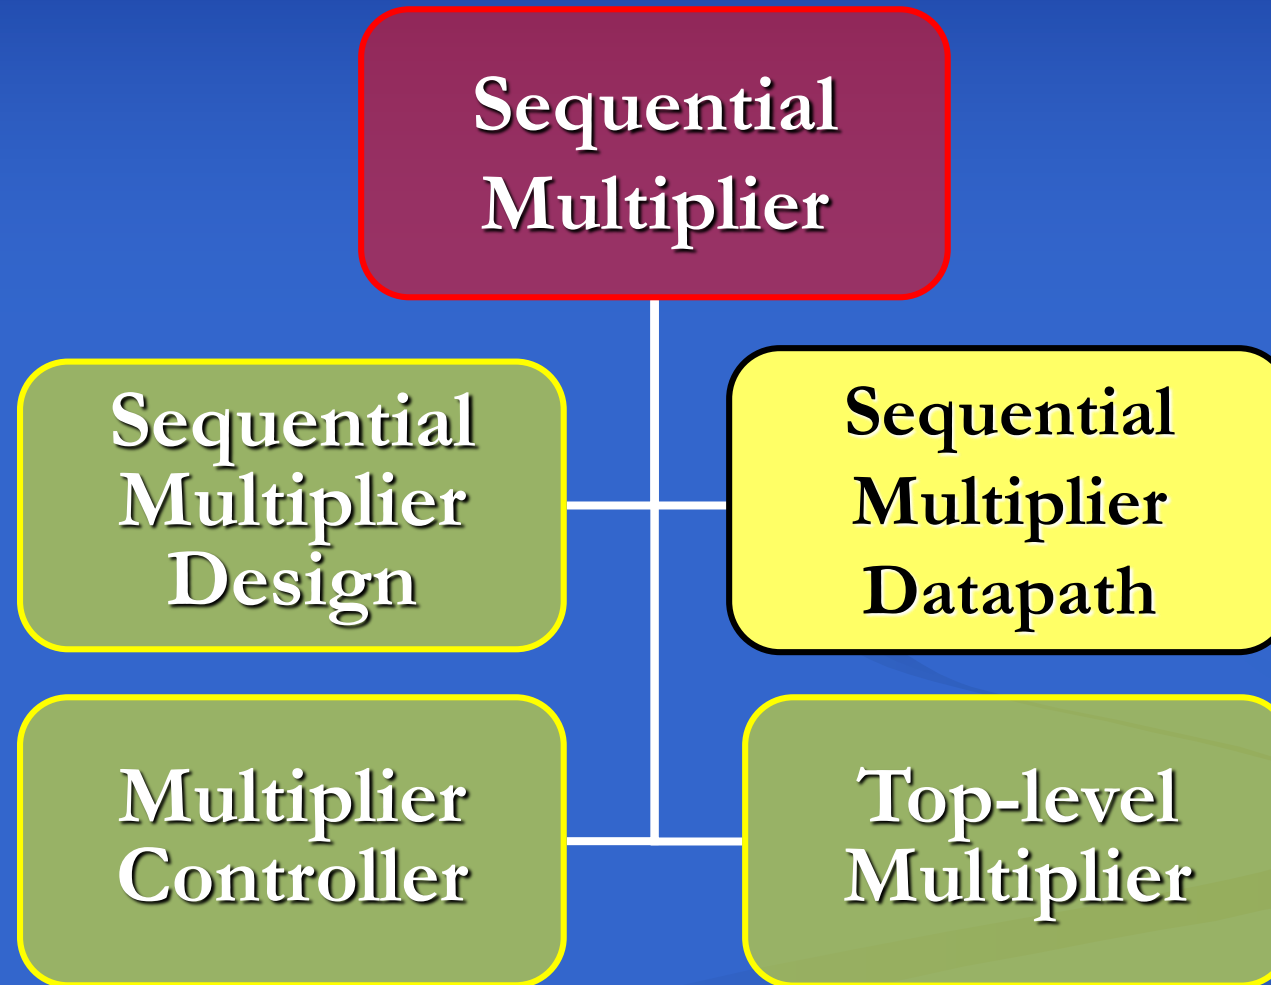 Sequential
Multiplier
Sequential
Multiplier
Design
Sequential
Multiplier
Datapath
Multiplier
Controller
Top-level
Multiplier